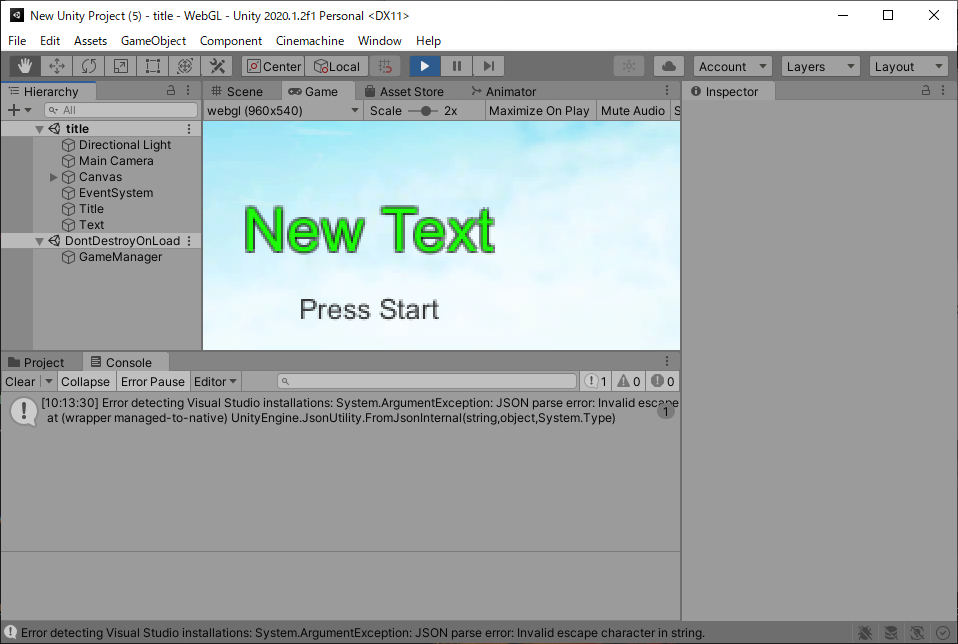 New Unity Project (5) - title - WebGL - Unity 2020.1.2f1 Personal <DX11>
File Edit Assets GameObject Component Cinemachine Window Help
Center Local Account Layers Layout
Hierarchy Scene Game Asset Store Animator Inspector
All webgl (960x540) Scale 2x Maximize On Play Mute Audio S
title
Directional Light
Main Camera
Canvas
EventSystem
Title
Text
DontDestroyOnLoad
GameManager
New Text
Press Start
Project Console
Clear Collapse Error Pause Editor 1 0 0
[10:13:30] Error detecting Visual Studio installations: System.ArgumentException: JSON parse error: Invalid escape
at (wrapper managed-to-native) UnityEngine.JsonUtility.FromJsonInternal(string,object,System.Type)
1
Error detecting Visual Studio installations: System.ArgumentException: JSON parse error: Invalid escape character in string.